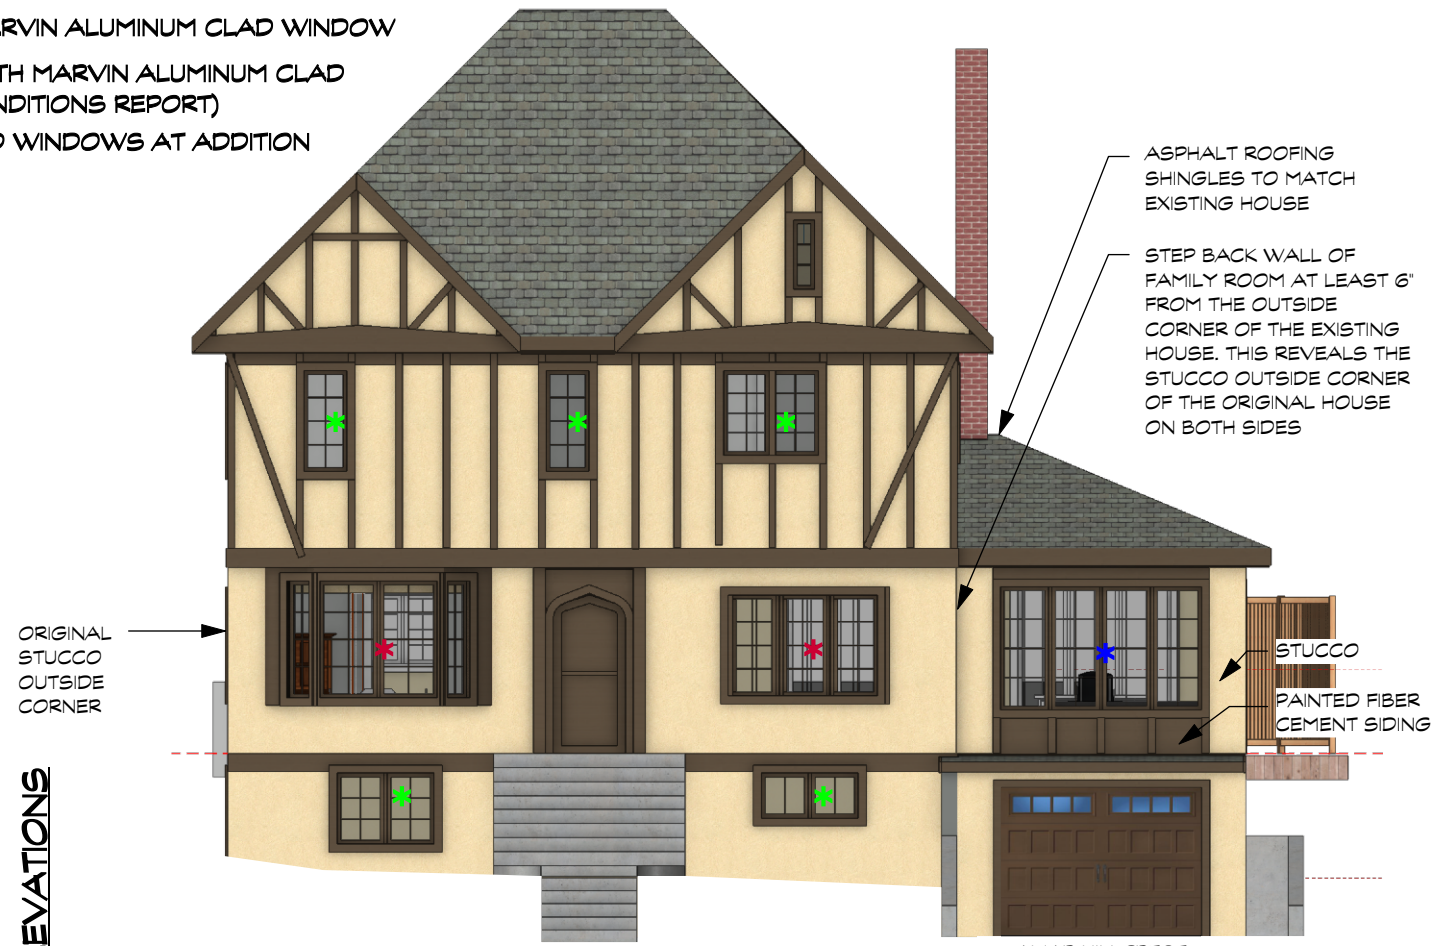 ARVIN ALUMINUM CLAD WINDOW
TH MARVIN ALUMINUM CLAD
NDITIONS REPORT)
D WINDOWS AT ADDITION
ASPHALT ROOFING
SHINGLES TO MATCH
EXISTING HOUSE
STEP BACK WALL OF
FAMILY ROOM AT LEAST 6"
FROM THE OUTSIDE
CORNER OF THE EXISTING
HOUSE. THIS REVEALS THE
STUCCO OUTSIDE CORNER
OF THE ORIGINAL HOUSE
ON BOTH SIDES
ORIGINAL
STUCCO
OUTSIDE
CORNER
STUCCO
PAINTED FIBER
CEMENT SIDING
EVATIONS